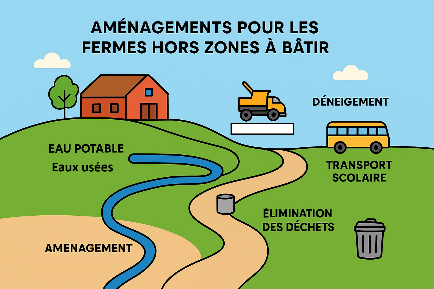 AMÉNAGEMENTS POUR LES
FERMES HORS ZONES À BÂTIR
DÉNEIGEMENT
EAU POTABLE
Eaux usées
TRANSPORT
SCOLAIRE
ÉLIMINATION
DES DÉCHETS
AMENAGEMENT